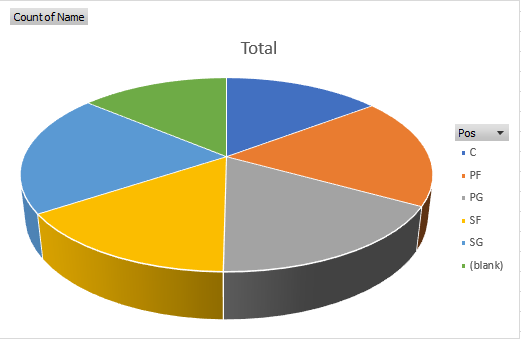 Count of Name
Total
Pos
C
PF
PG
SF
SG
(blank)